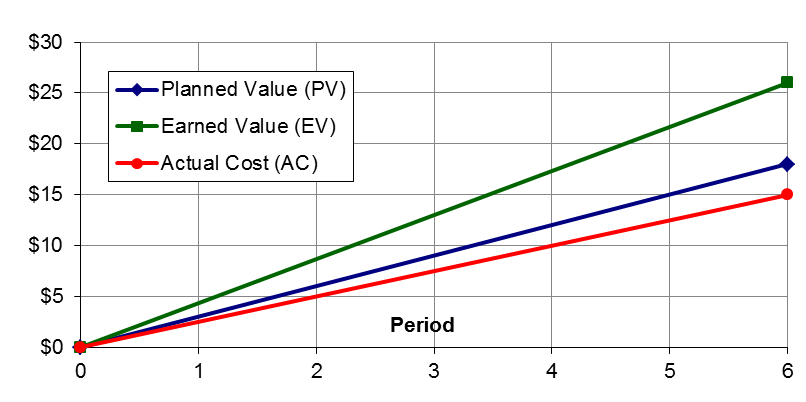 $30
$25
$20
$15
$10
$5
$0
Planned Value (PV)
Earned Value (EV)
Actual Cost (AC)
Period
0 1 2 3 4 5 6